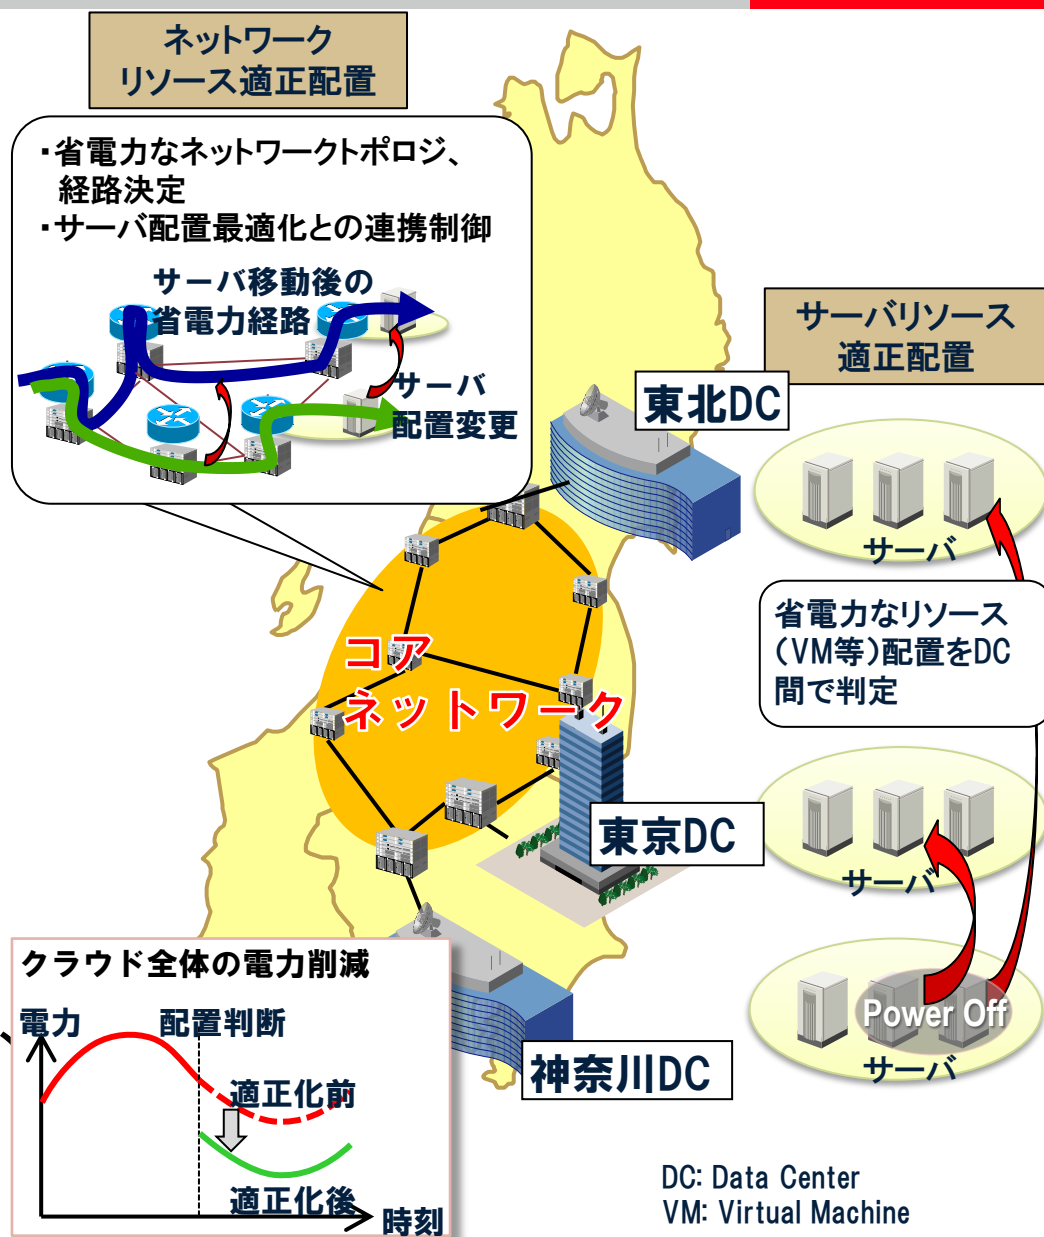 ネットワーク
リソース適正配置
・省電力なネットワークトポロジ、
経路決定
・サーバ配置最適化との連携制御
サーバ移動後の
省電力経路
サーバ
配置変更
サーバリソース
適正配置
東北DC
サーバ
省電力なリソース
（VM等）配置をDC
間で判定
コア
ネットワーク
東京DC
サーバ
Power Off
サーバ
神奈川DC
クラウド全体の電力削減
電力
配置判断
適正化前
適正化後
時刻
DC: Data Center
VM: Virtual Machine